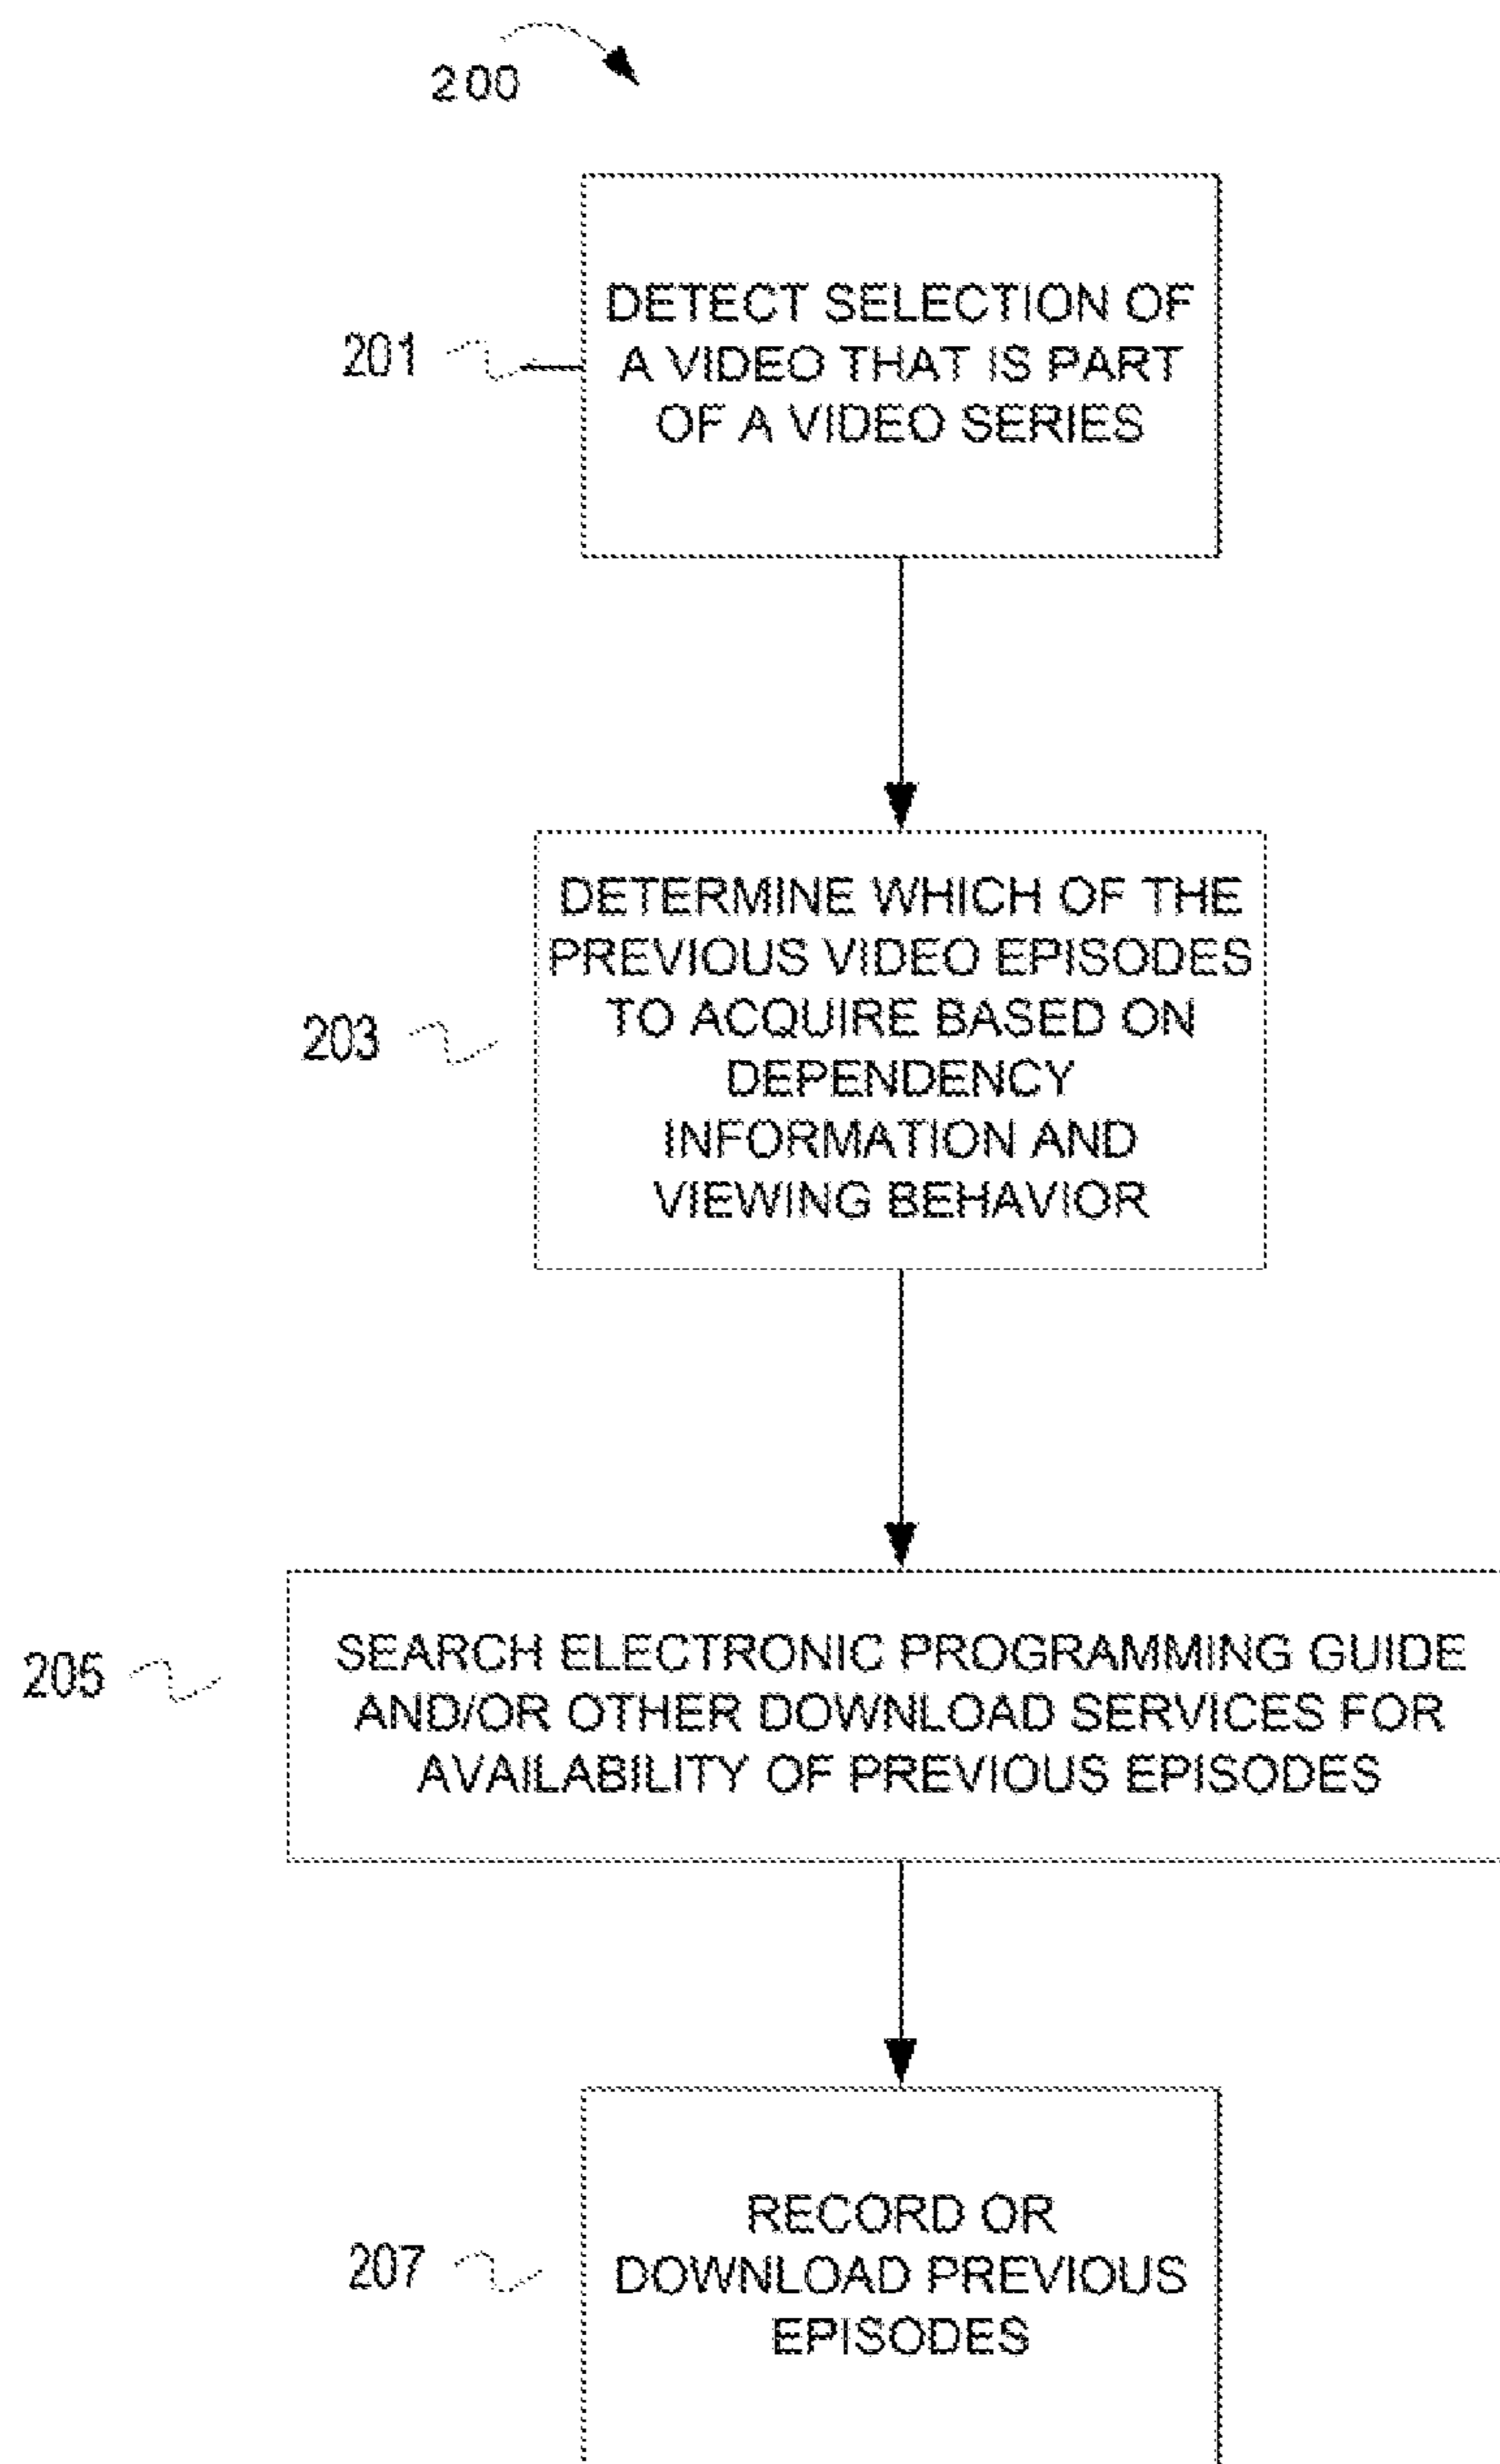 200
201
DETECT SELECTION OF
A VIDEO THAT IS PART
OF A VIDEO SERIES
203
DETERMINE WHICH OF THE
PREVIOUS VIDEO EPISODES
TO ACQUIRE BASED ON
DEPENDENCY
INFORMATION AND
VIEWING BEHAVIOR
205
SEARCH ELECTRONIC PROGRAMMING GUIDE
AND/OR OTHER DOWNLOAD SERVICES FOR
AVAILABILITY OF PREVIOUS EPISODES
207
RECORD OR
DOWNLOAD PREVIOUS
EPISODES